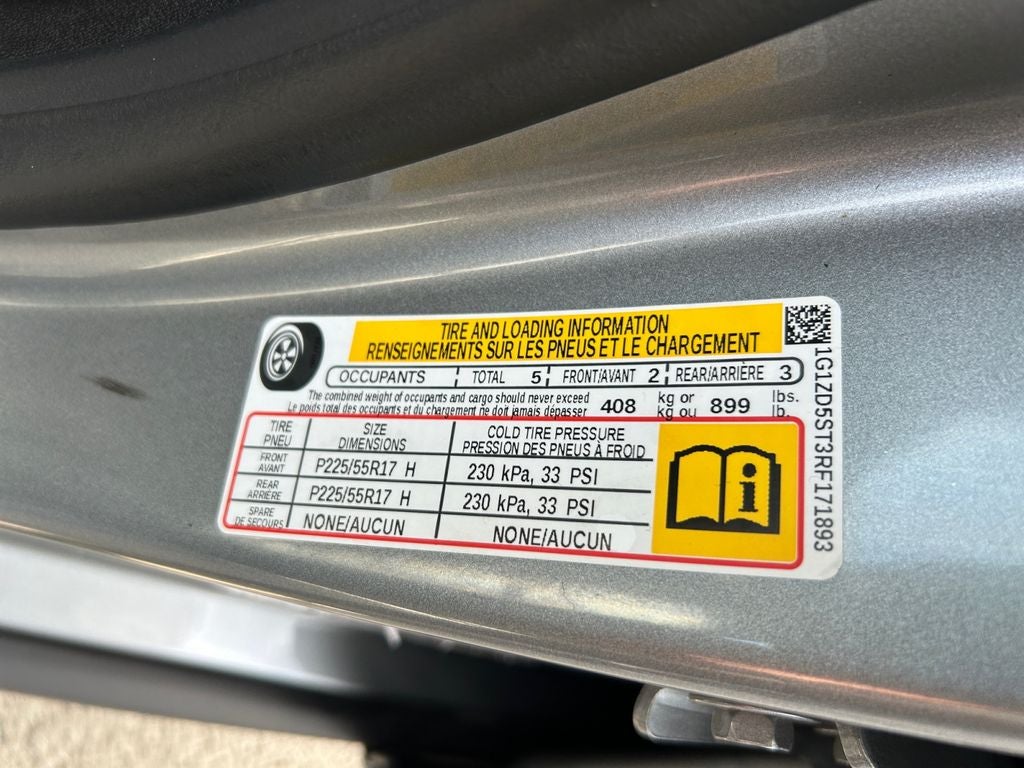 TIRE AND LOADING INFORMATION
RENSEIGNEMENTS SUR LES PNEUS ET LE CHARGEMENT
OCCUPANTS TOTAL 5 FRONT/AVANT 2 REAR/ARRIÈRE 3
The combined weight of occupants and cargo should never exceed 408 kg or 899 lbs.
Le poids total des occupants et du chargement ne doit jamais dépasser kg ou lb.
TIRE SIZE COLD TIRE PRESSURE
PNEU DIMENSIONS PRESSION DES PNEUS À FROID
FRONT
AVANT P225/55R17 H 230 kPa, 33 PSI
REAR
ARRIÈRE P225/55R17 H 230 kPa, 33 PSI
SPARE
DE SECOURS NONE/AUCUN NONE/AUCUN
i
1G1ZD5ST3RF171893